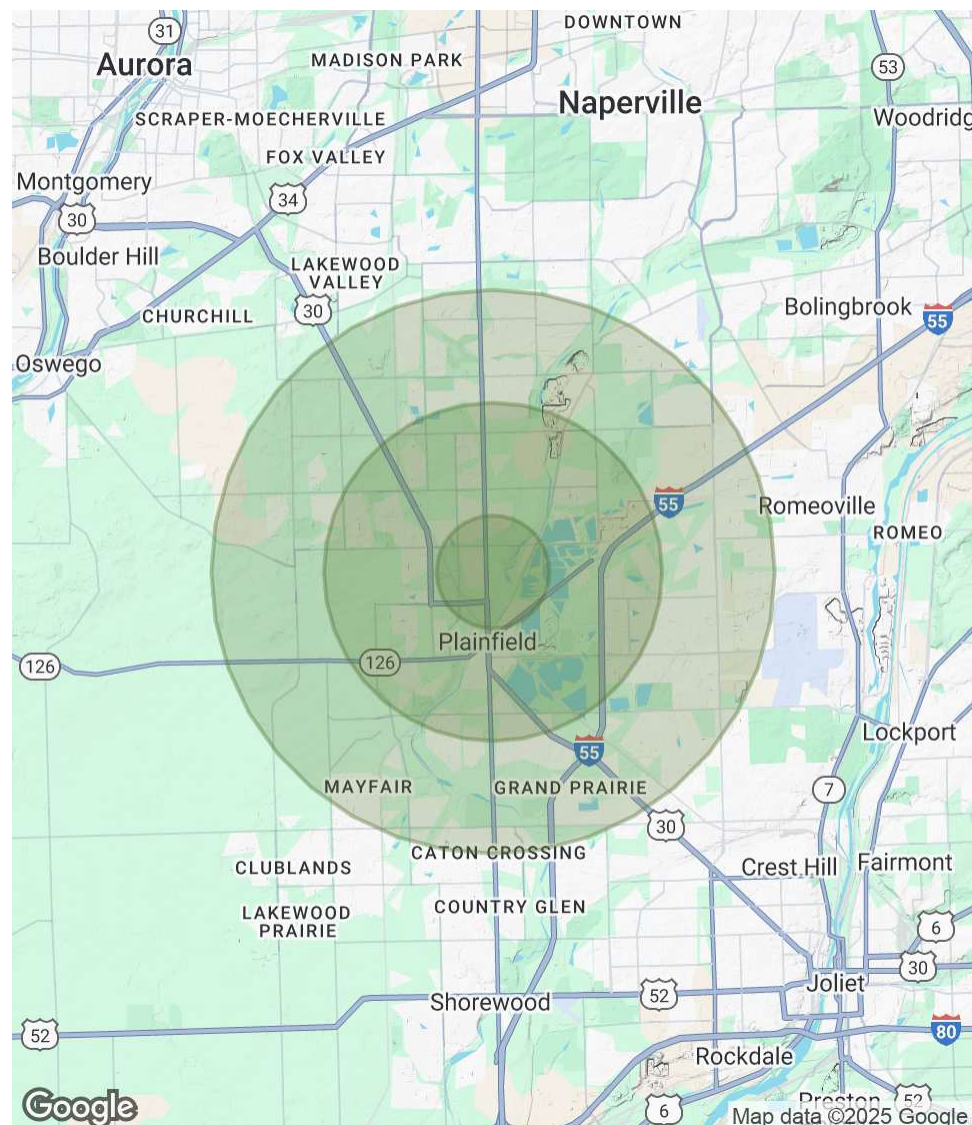 DOWNTOWN
31
Aurora
MADISON PARK
53
Naperville
SCRAPER-MOECHERVILLE
Woodridg
FOX VALLEY
Montgomery
34
30
Boulder Hill
LAKEWOOD
VALLEY
30
CHURCHILL
Bolingbrook
55
Oswego
55
Romeoville
ROMEO
Plainfield
126
126
Lockport
55
MAYFAIR
GRAND PRAIRIE
7
30
CATON CROSSING
CLUBLANDS
Crest Hill
Fairmont
COUNTRY GLEN
LAKEWOOD
PRAIRIE
6
30
Joliet
52
Shorewood
52
80
Rockdale
Google
6
Preston
52
Map data ©2025 Google